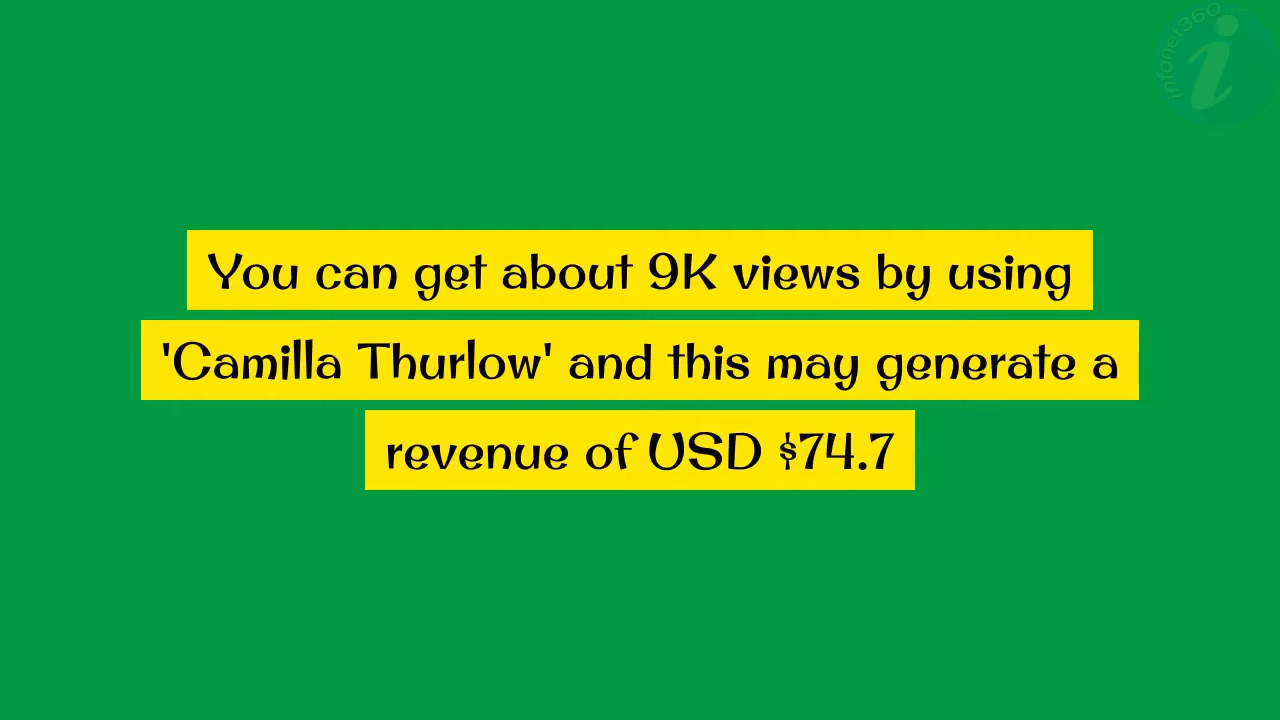 infonet360
i
You can get about 9K views by using
'Camilla Thurlow' and this may generate a
revenue of USD $74.7